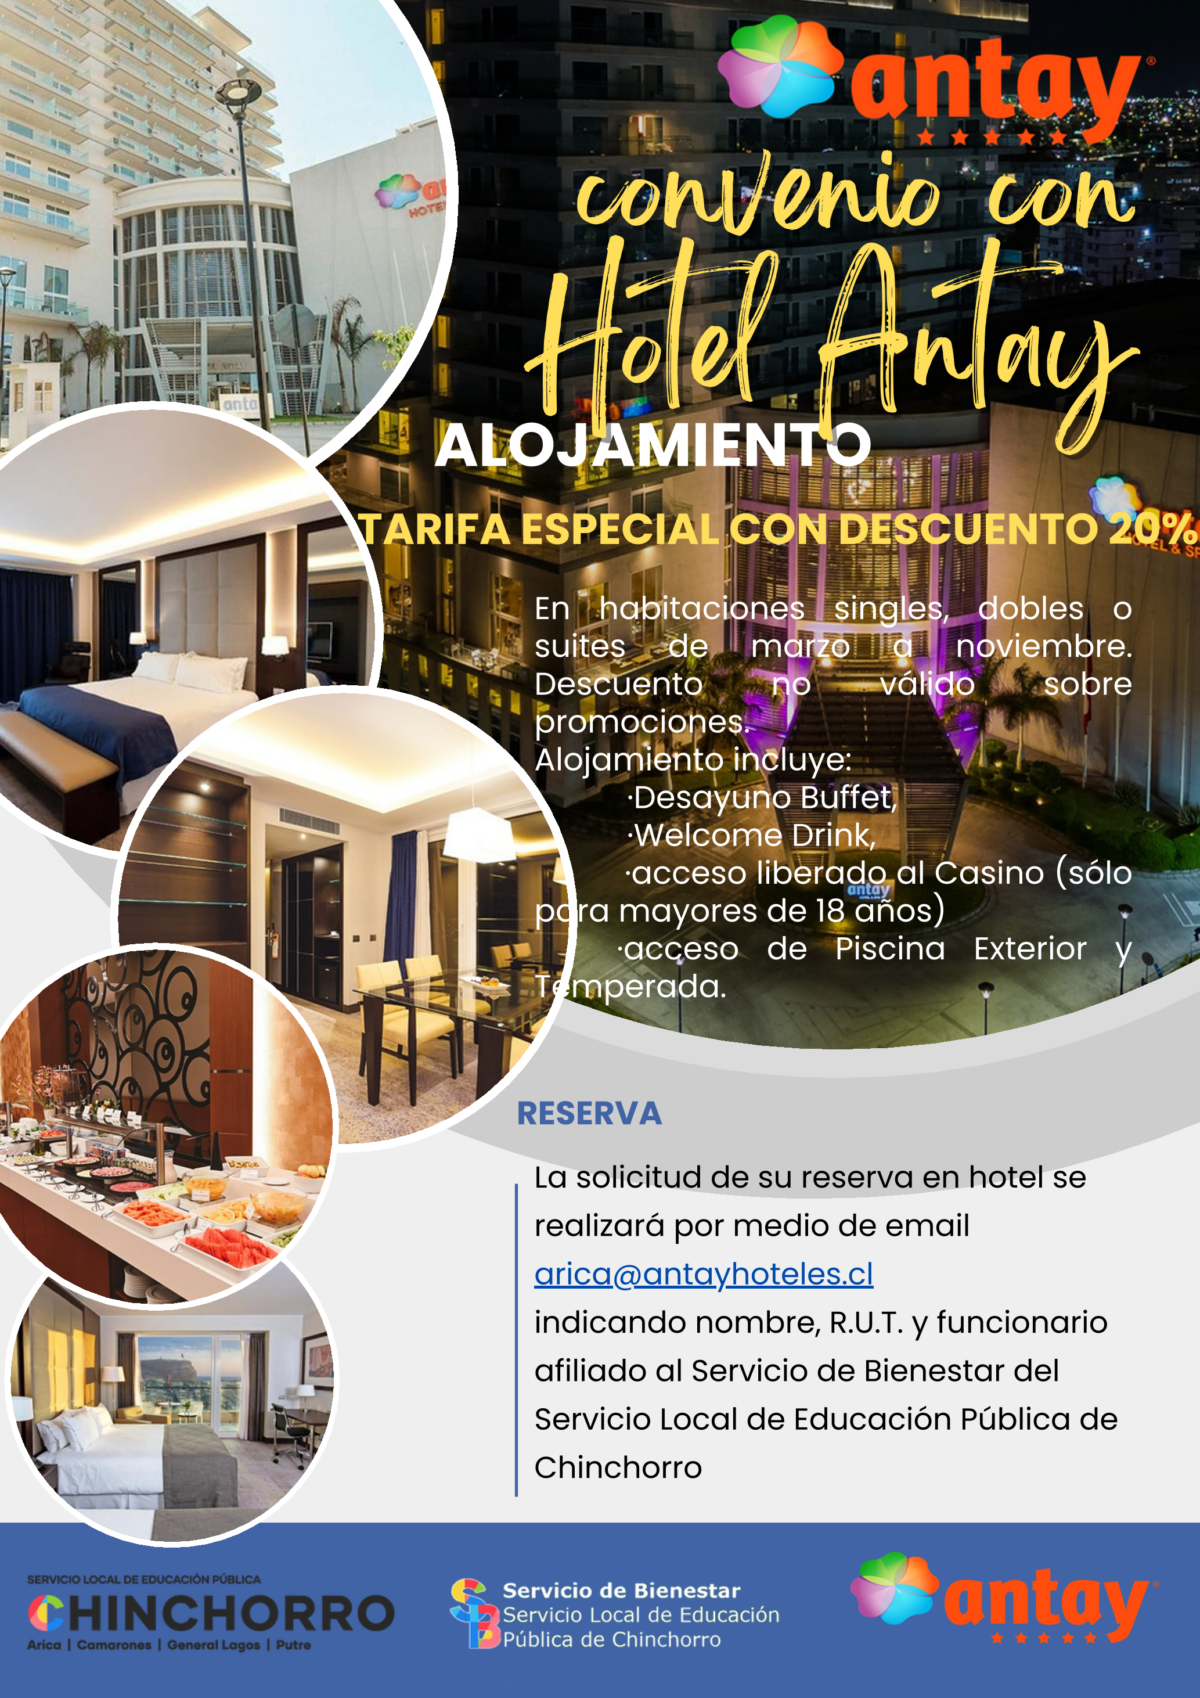 antay
convenio con
Hotel Antay
ALOJAMIENTO
TARIFA ESPECIAL CON DESCUENTO 20%
En habitaciones singles, dobles o
suites de marzo a noviembre.
Descuento no válido sobre
promociones.
Alojamiento incluye:
·Desayuno Buffet,
·Welcome Drink,
·acceso liberado al Casino (sólo
para mayores de 18 años)
·acceso de Piscina Exterior y
Temperada.
antay
RESERVA
La solicitud de su reserva en hotel se
realizará por medio de email
arica@antayhoteles.cl
indicando nombre, R.U.T. y funcionario
afiliado al Servicio de Bienestar del
Servicio Local de Educación Pública de
Chinchorro
SERVICIO LOCAL DE EDUCACIÓN PÚBLICA
CHINCHORRO
Arica | Camarones | General Lagos | Putre
Servicio de Bienestar
Servicio Local de Educación
Pública de Chinchorro
antay